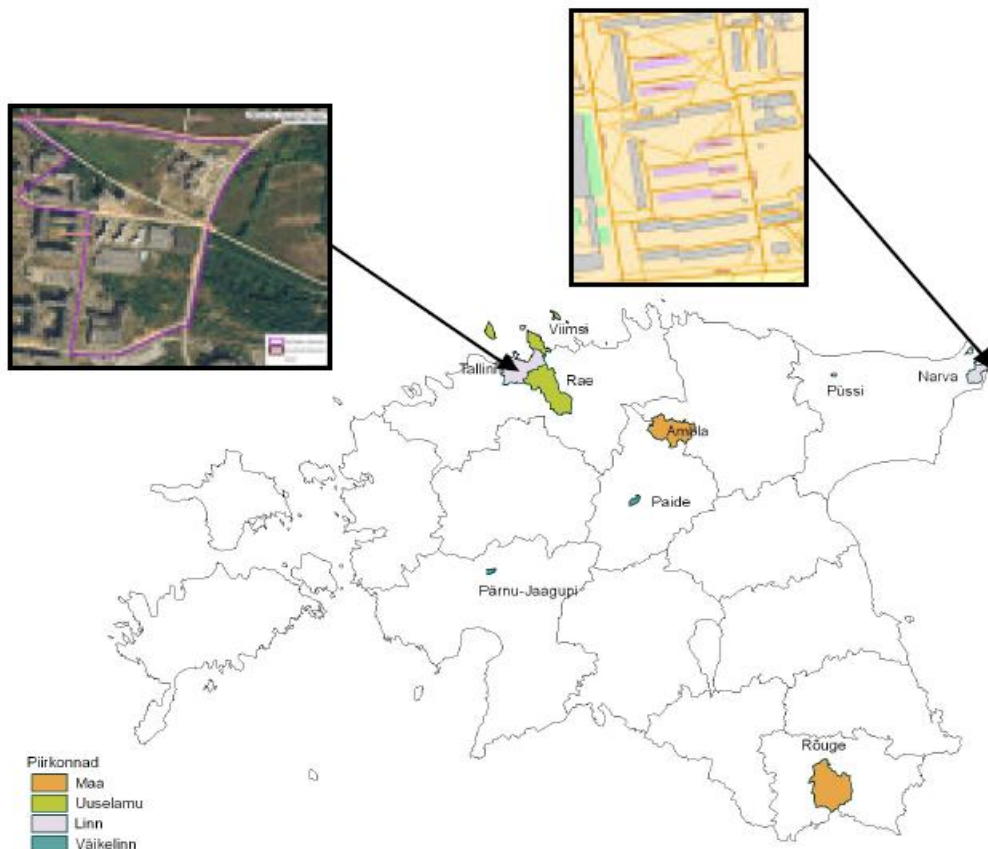 Viimsi
Tallinn
Rae
Püssi
Narva
Ambla
Paide
Pärnu-Jaagupi
Rõuge
Piirkonnad
Maa
Uuselamu
Linn
Väikelinn